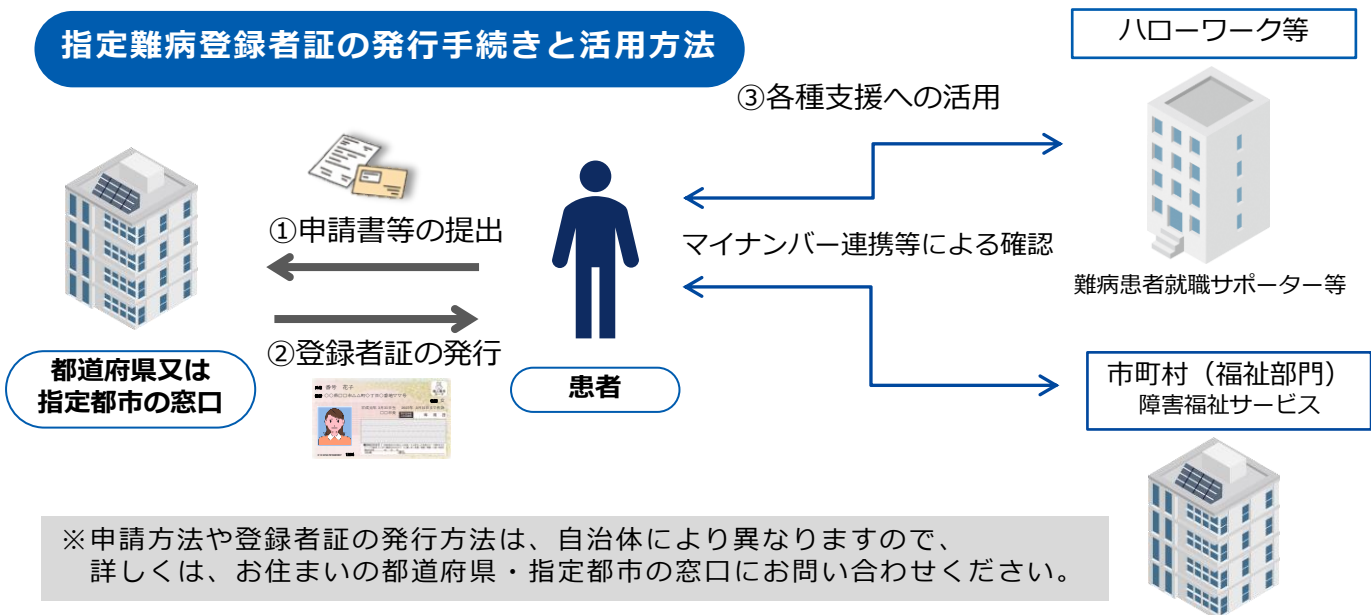 指定難病登録者証の発行手続きと活用方法
ハローワーク等
③各種支援への活用
①申請書等の提出
マイナンバー連携等による確認
難病患者就職サポーター等
②登録者証の発行
都道府県又は
指定都市の窓口
患者
市町村（福祉部門）
障害福祉サービス
番号 花子
※申請方法や登録者証の発行方法は、自治体により異なりますので、
詳しくは、お住まいの都道府県・指定都市の窓口にお問い合わせください。